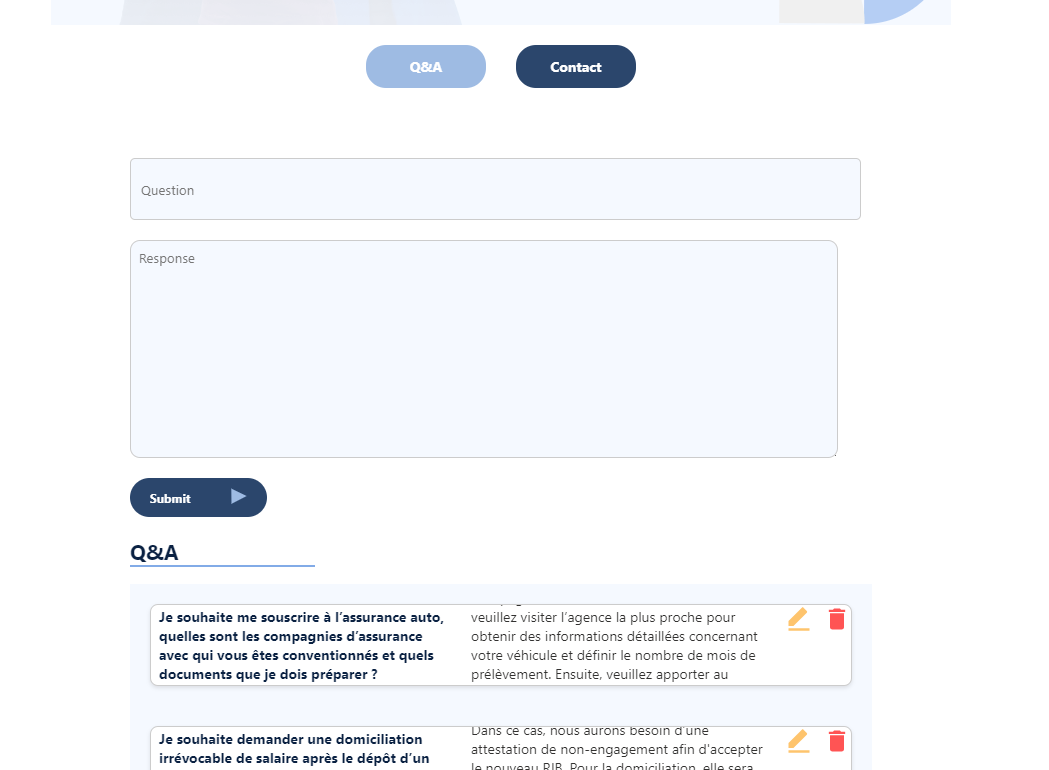 Q&A
Contact
Question
Response
Submit
Q&A
Je souhaite me souscrire à l’assurance auto,
quelles sont les compagnies d’assurance
avec qui vous êtes conventionnés et quels
documents que je dois préparer ?
veuillez visiter l’agence la plus proche pour
obtenir des informations détaillées concernant
votre véhicule et définir le nombre de mois de
prélèvement. Ensuite, veuillez apporter au
Je souhaite demander une domiciliation
irrévocable de salaire après le dépôt d’un
Dans ce cas, nous aurons besoin d’une
attestation de non-engagement afin d’accepter
le nouveau RIB. Pour la domiciliation, elle sera